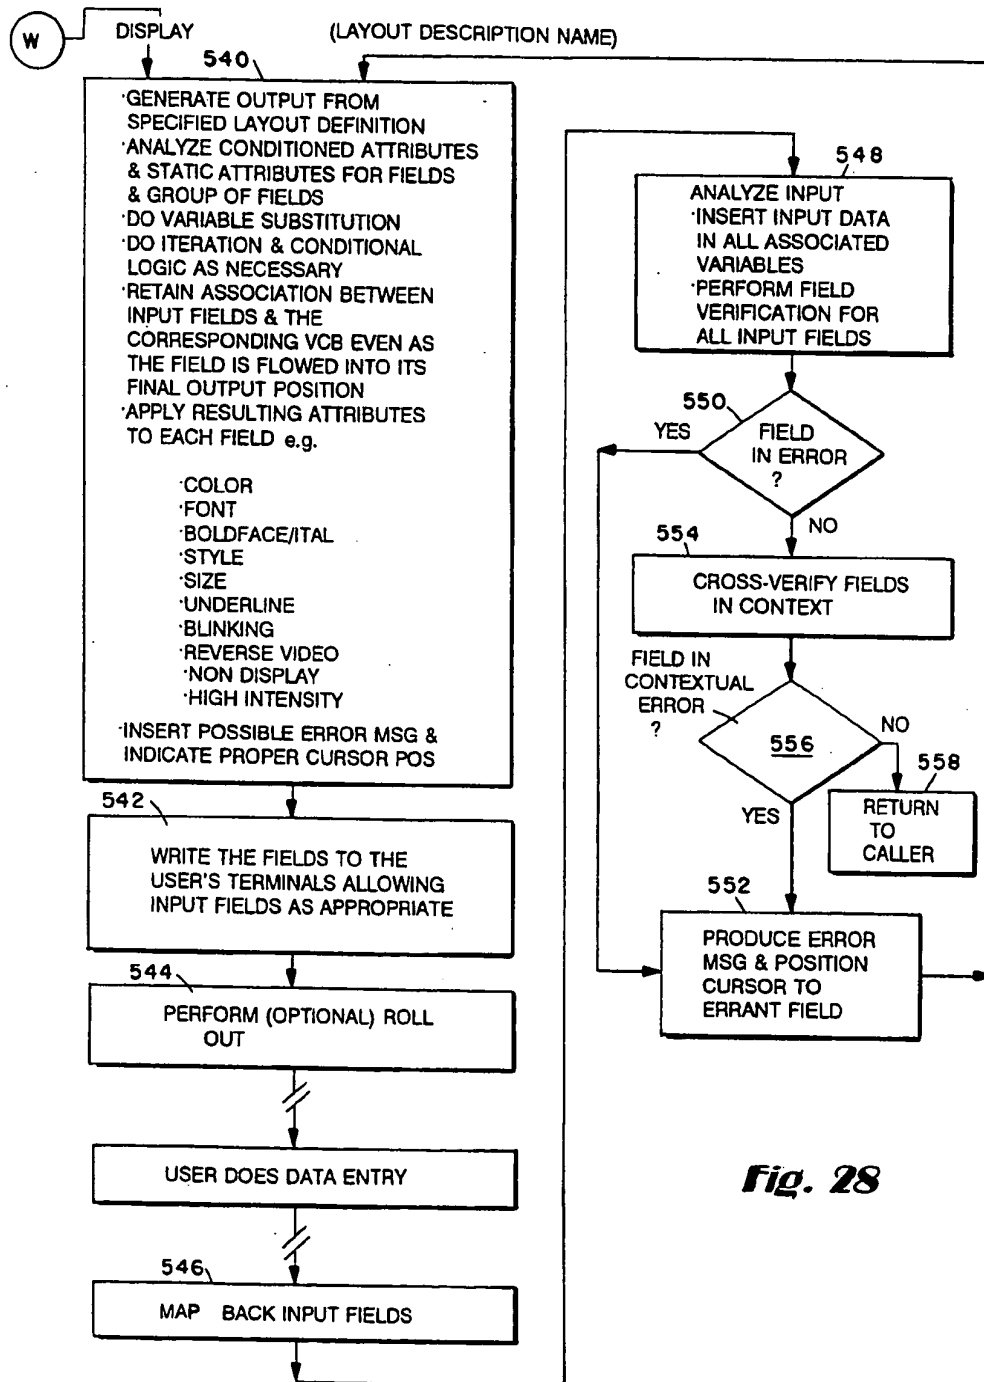 W
DISPLAY
(LAYOUT DESCRIPTION NAME)
540
·GENERATE OUTPUT FROM
SPECIFIED LAYOUT DEFINITION
·ANALYZE CONDITIONED ATTRIBUTES
& STATIC ATTRIBUTES FOR FIELDS
& GROUP OF FIELDS
·DO VARIABLE SUBSTITUTION
·DO ITERATION & CONDITIONAL
LOGIC AS NECESSARY
·RETAIN ASSOCIATION BETWEEN
INPUT FIELDS & THE
CORRESPONDING VCB EVEN AS
THE FIELD IS FLOWED INTO ITS
FINAL OUTPUT POSITION
·APPLY RESULTING ATTRIBUTES
TO EACH FIELD e.g.
·COLOR
·FONT
·BOLDFACE/ITAL
·STYLE
·SIZE
·UNDERLINE
·BLINKING
·REVERSE VIDEO
·NON DISPLAY
·HIGH INTENSITY
·INSERT POSSIBLE ERROR MSG &
INDICATE PROPER CURSOR POS
542
WRITE THE FIELDS TO THE
USER'S TERMINALS ALLOWING
INPUT FIELDS AS APPROPRIATE
544
PERFORM (OPTIONAL) ROLL
OUT
USER DOES DATA ENTRY
546
MAP BACK INPUT FIELDS
548
ANALYZE INPUT
·INSERT INPUT DATA
IN ALL ASSOCIATED
VARIABLES
·PERFORM FIELD
VERIFICATION FOR
ALL INPUT FIELDS
550
YES
FIELD
IN ERROR
?
NO
554
CROSS-VERIFY FIELDS
IN CONTEXT
FIELD IN
CONTEXTUAL
ERROR
?
556
NO
558
YES
RETURN
TO
CALLER
552
PRODUCE ERROR
MSG & POSITION
CURSOR TO
ERRANT FIELD
Fig. 28